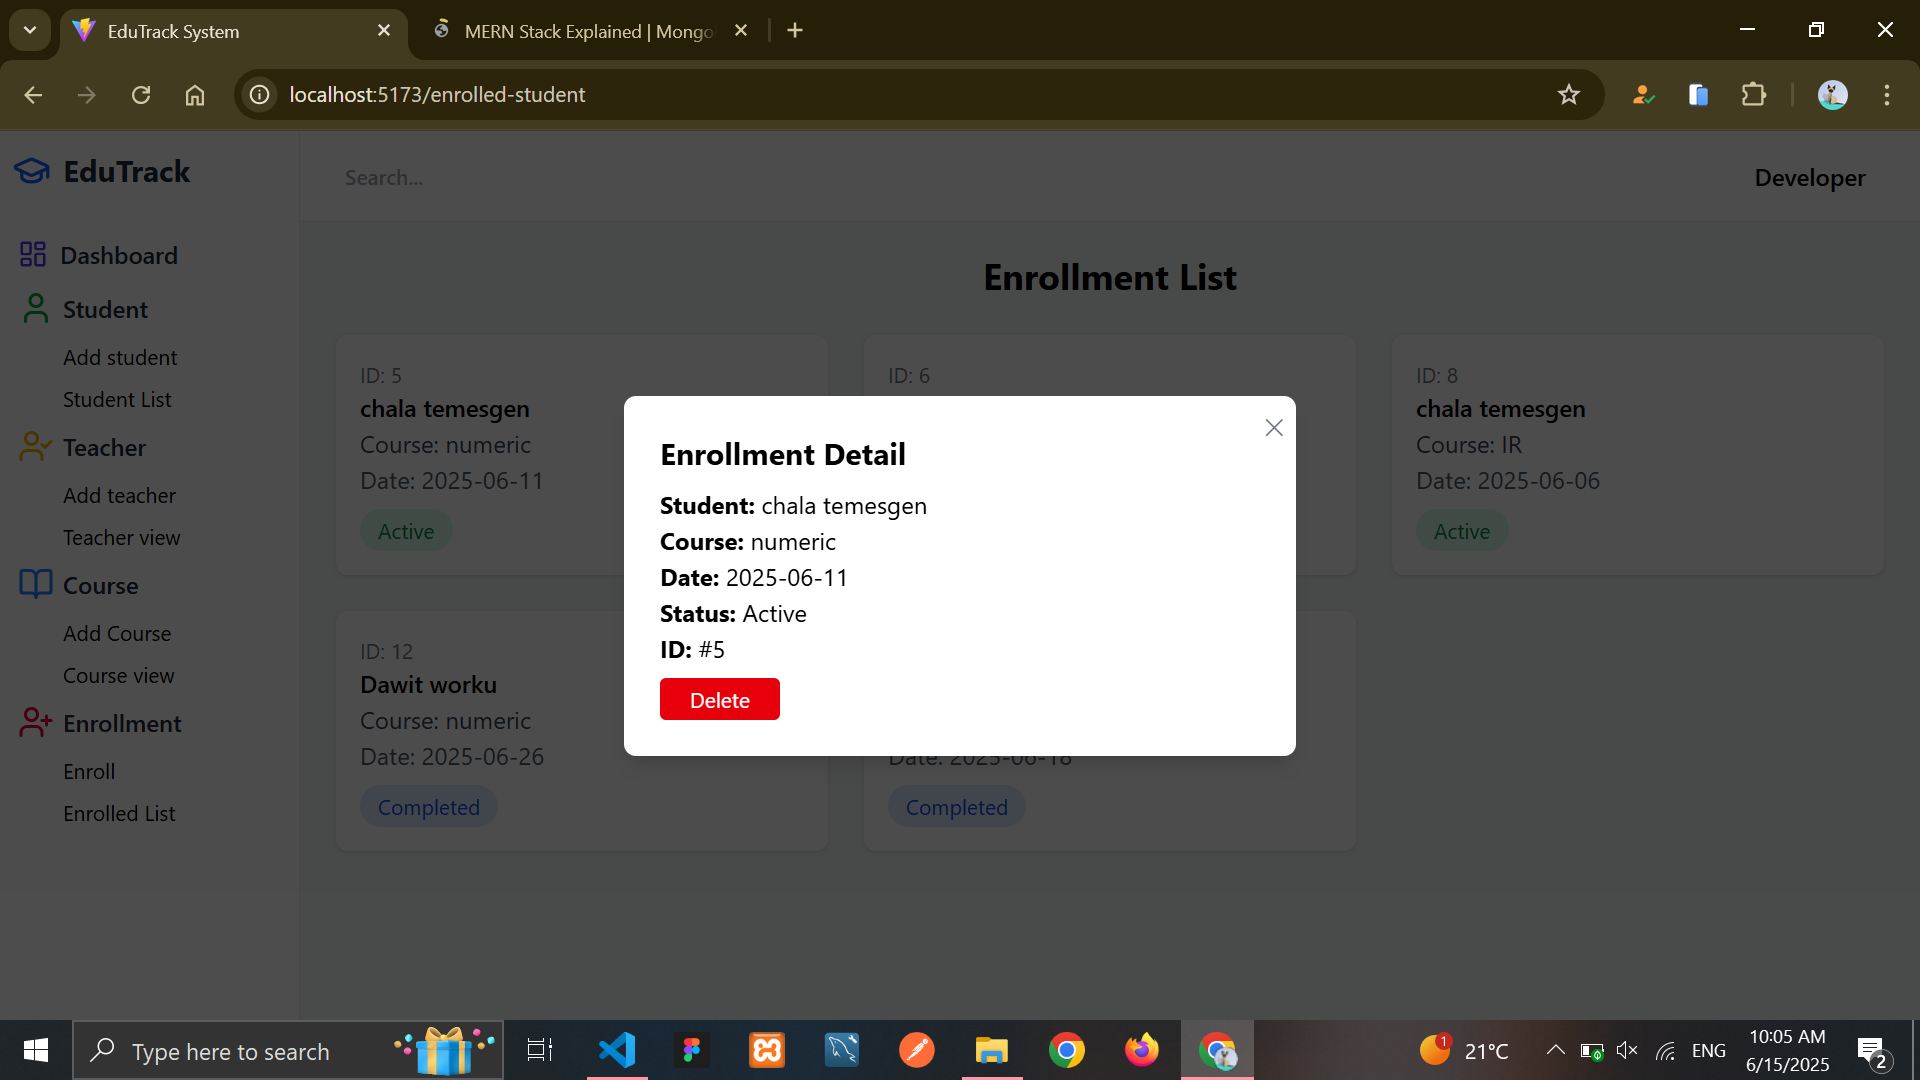 EduTrack System
MERN Stack Explained | Mongo
localhost:5173/enrolled-student
EduTrack
Search...
Developer
Dashboard
Student
Add student
Student List
Teacher
Add teacher
Teacher view
Course
Add Course
Course view
Enrollment
Enroll
Enrolled List
Enrollment List
ID: 5
chala temesgen
Course: numeric
Date: 2025-06-11
Active
ID: 6
ID: 8
chala temesgen
Course: IR
Date: 2025-06-06
Active
ID: 12
Dawit worku
Course: numeric
Date: 2025-06-26
Completed
Date: 2025-06-18
Completed
Enrollment Detail
Student: chala temesgen
Course: numeric
Date: 2025-06-11
Status: Active
ID: #5
Delete
Type here to search
1
21°C
ENG
10:05 AM
6/15/2025
2